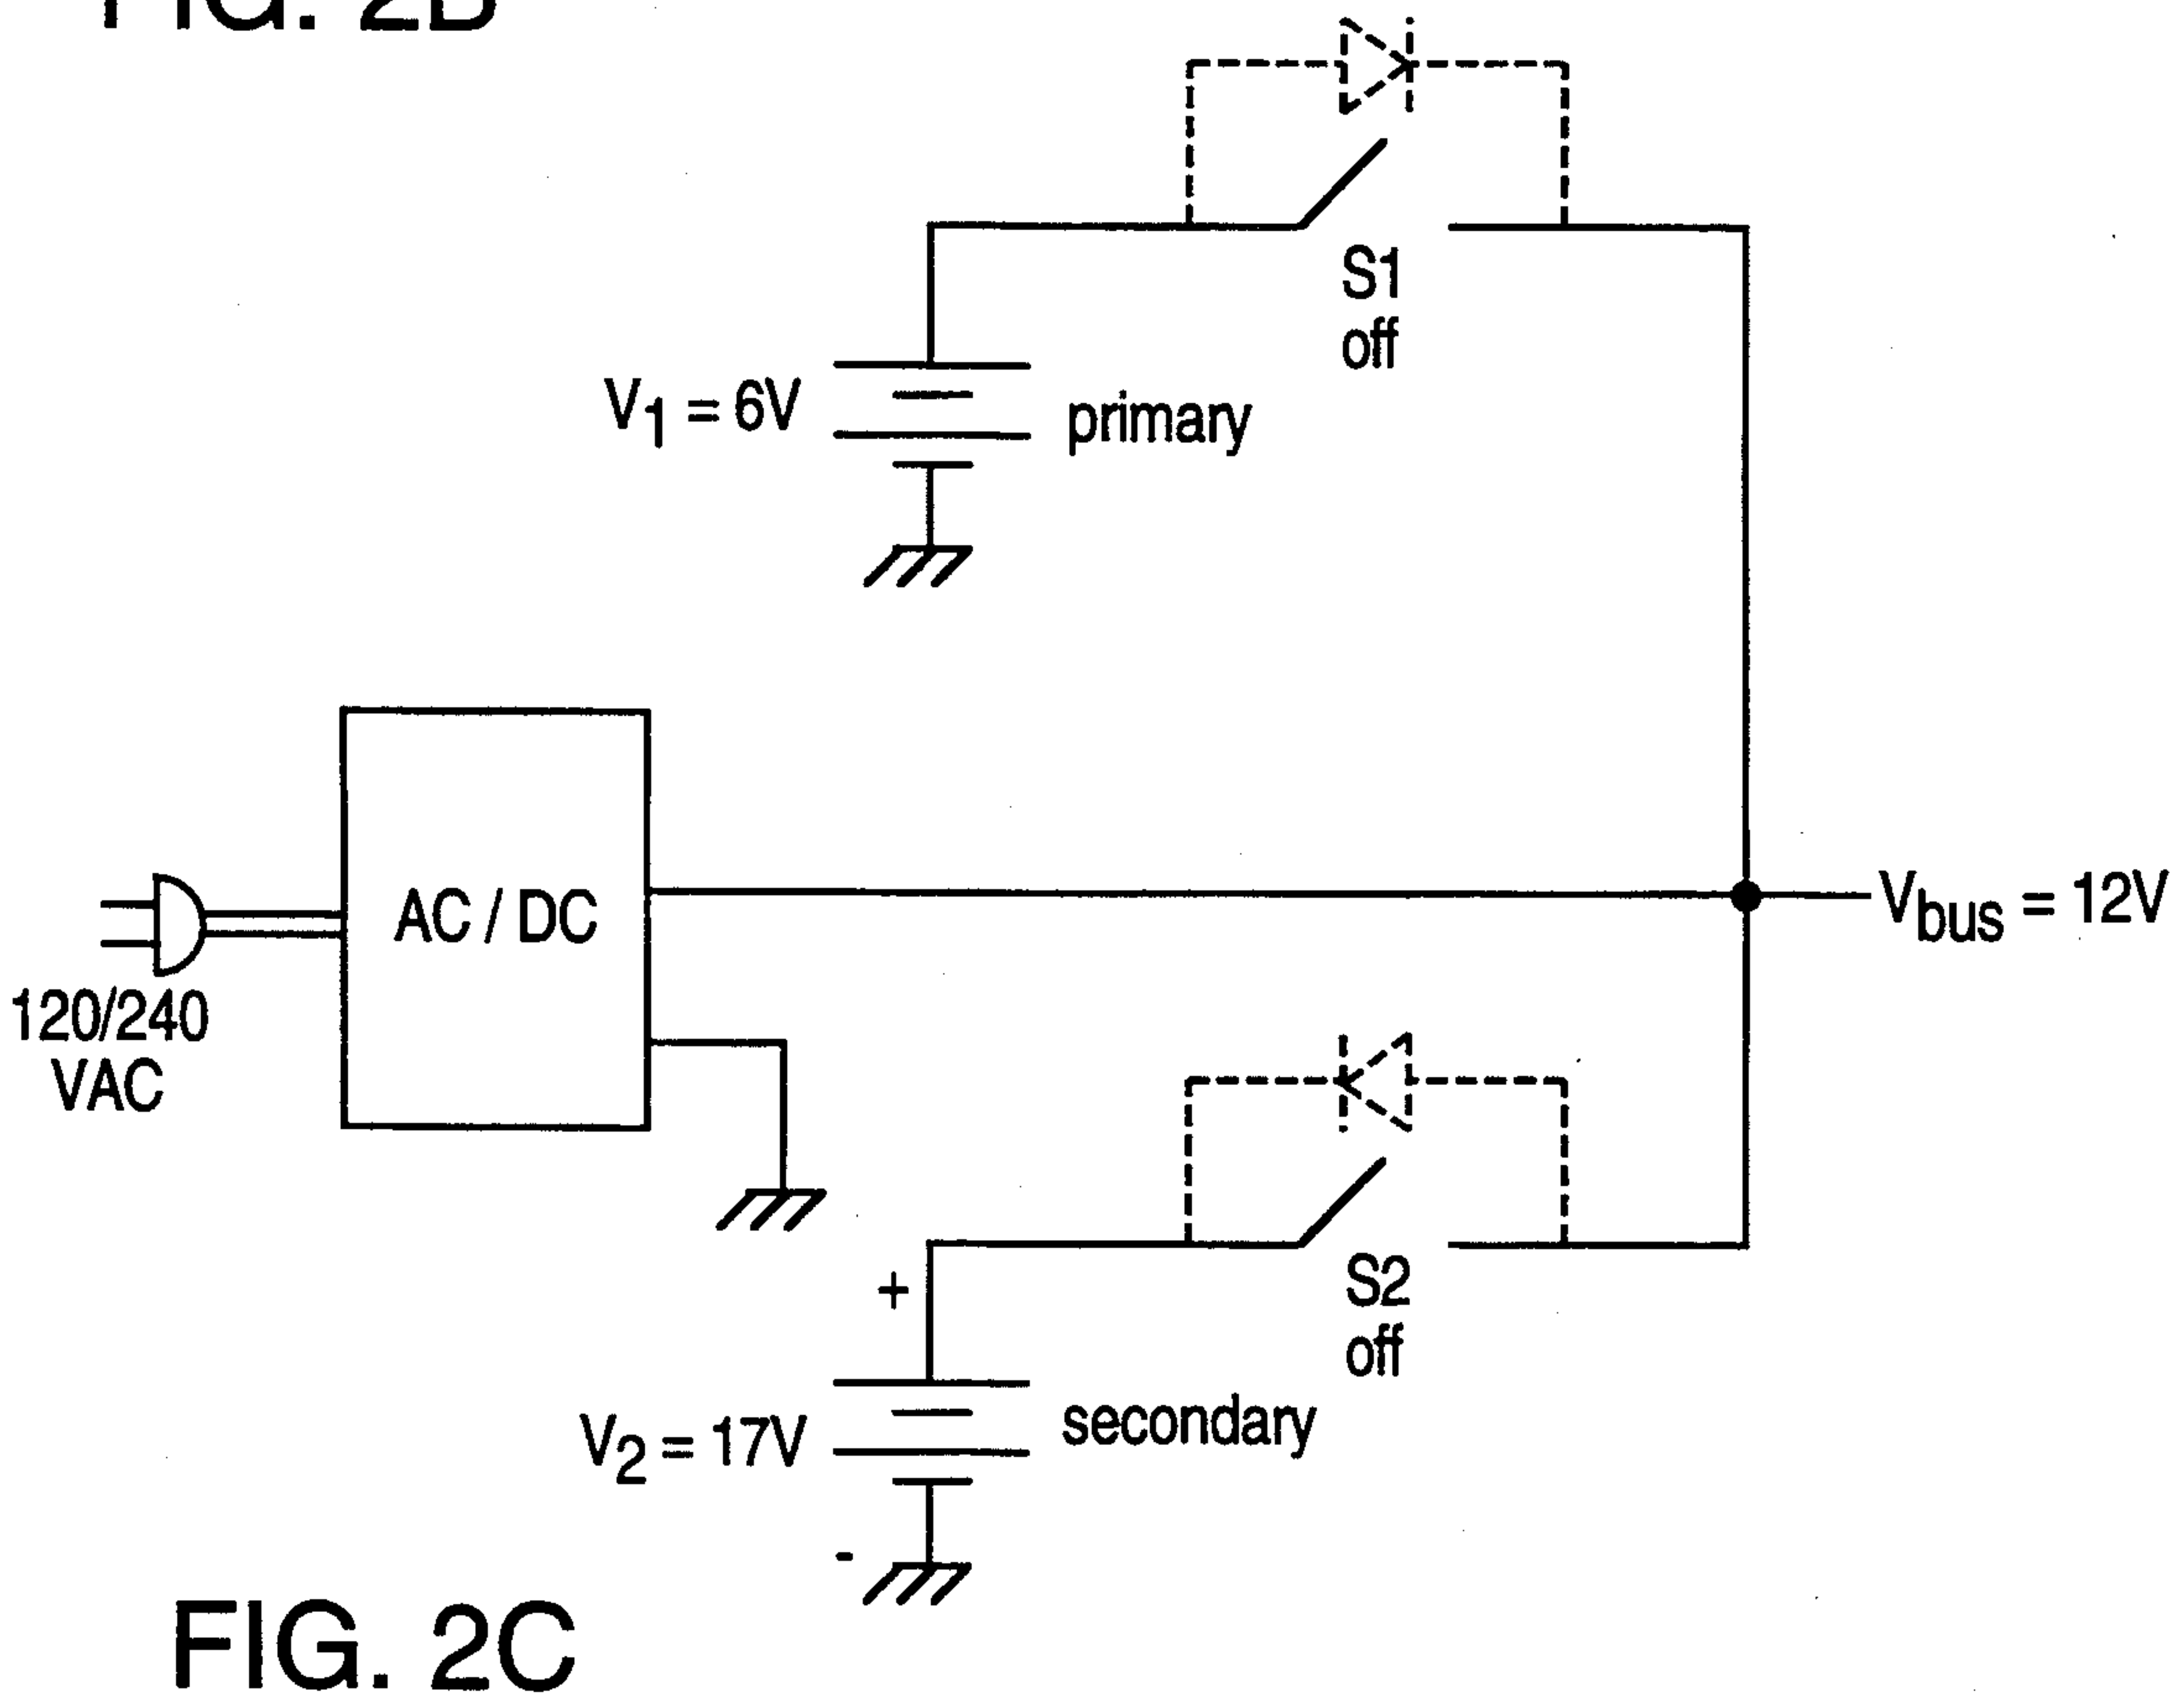 FIG. 2B
S1
off
V1 = 6V
primary
AC / DC
Vbus = 12V
120/240
VAC
+
S2
off
V2 = 17V
secondary
-
FIG. 2C